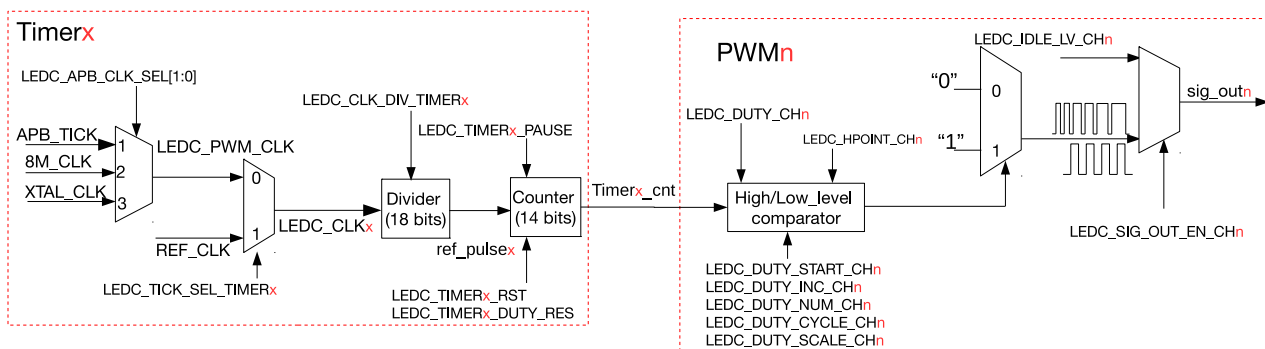 Timerx
LEDC_APB_CLK_SEL[1:0]
APB_TICK
8M_CLK
XTAL_CLK
1
2
3
LEDC_PWM_CLK
REF_CLK
0
1
LEDC_TICK_SEL_TIMERx
LEDC_CLKx
LEDC_CLK_DIV_TIMERx
Divider
(18 bits)
ref_pulsex
LEDC_TIMERx_PAUSE
Counter
(14 bits)
LEDC_TIMERx_RST
LEDC_TIMERx_DUTY_RES
Timerx_cnt
PWMn
LEDC_DUTY_CHn
LEDC_HPOINT_CHn
High/Low_level
comparator
LEDC_DUTY_START_CHn
LEDC_DUTY_INC_CHn
LEDC_DUTY_NUM_CHn
LEDC_DUTY_CYCLE_CHn
LEDC_DUTY_SCALE_CHn
“0”
“1”
0
1
LEDC_IDLE_LV_CHn
sig_outn
LEDC_SIG_OUT_EN_CHn